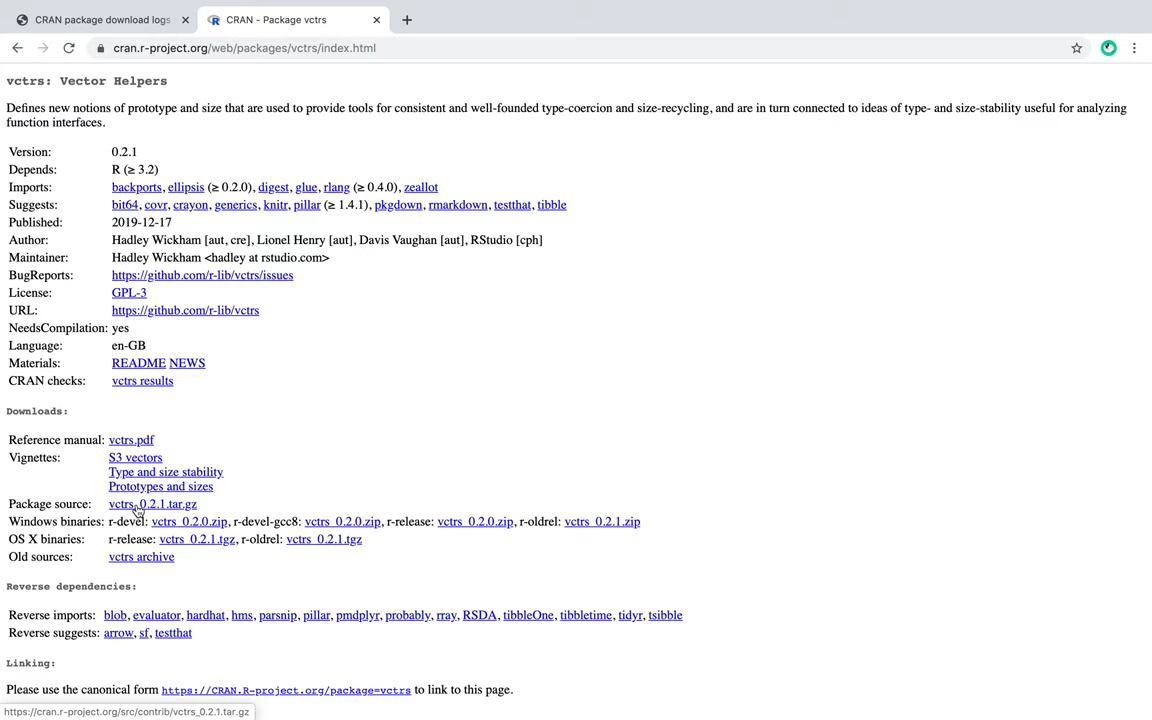 CRAN package download logs
CRAN - Package vctrs
cran.r-project.org/web/packages/vctrs/index.html
vctrs: Vector Helpers
Defines new notions of prototype and size that are used to provide tools for consistent and well-founded type-coercion and size-recycling, and are in turn connected to ideas of type- and size-stability useful for analyzing
function interfaces.
Version: 0.2.1
Depends: R (≥ 3.2)
Imports: backports, ellipsis (≥ 0.2.0), digest, glue, rlang (≥ 0.4.0), zeallot
Suggests: bit64, covr, crayon, generics, knitr, pillar (≥ 1.4.1), pkgdown, rmarkdown, testthat, tibble
Published: 2019-12-17
Author: Hadley Wickham [aut, cre], Lionel Henry [aut], Davis Vaughan [aut], RStudio [cph]
Maintainer: Hadley Wickham <hadley at rstudio.com>
BugReports: https://github.com/r-lib/vctrs/issues
License: GPL-3
URL: https://github.com/r-lib/vctrs
NeedsCompilation: yes
Language: en-GB
Materials: README NEWS
CRAN checks: vctrs results
Downloads:
Reference manual: vctrs.pdf
Vignettes: S3 vectors
Type and size stability
Prototypes and sizes
Package source: vctrs_0.2.1.tar.gz
Windows binaries: r-devel: vctrs_0.2.0.zip, r-devel-gcc8: vctrs_0.2.0.zip, r-release: vctrs_0.2.0.zip, r-oldrel: vctrs_0.2.1.zip
OS X binaries: r-release: vctrs_0.2.1.tgz, r-oldrel: vctrs_0.2.1.tgz
Old sources: vctrs archive
Reverse dependencies:
Reverse imports: blob, evaluator, hardhat, hms, parsnip, pillar, pmdplyr, probably, rray, RSDA, tibbleOne, tibbletime, tidyr, tsibble
Reverse suggests: arrow, sf, testthat
Linking:
Please use the canonical form https://CRAN.R-project.org/package=vctrs to link to this page.
https://cran.r-project.org/src/contrib/vctrs_0.2.1.tar.gz